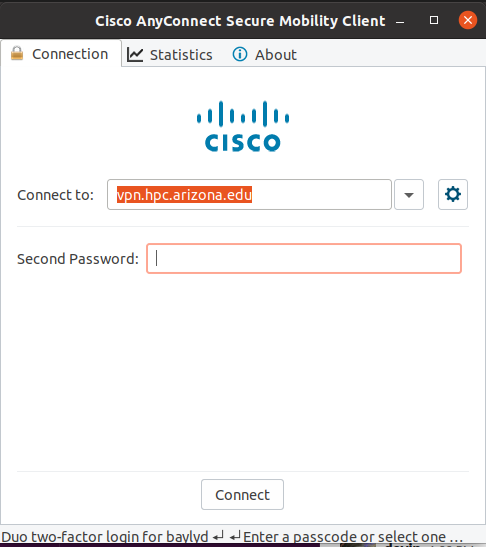 Cisco AnyConnect Secure Mobility Client
Connection Statistics About
CISCO
Connect to: vpn.hpc.arizona.edu
Second Password:
Connect
Duo two-factor login for baylyd ↵ ↵ Enter a passcode or select one ...